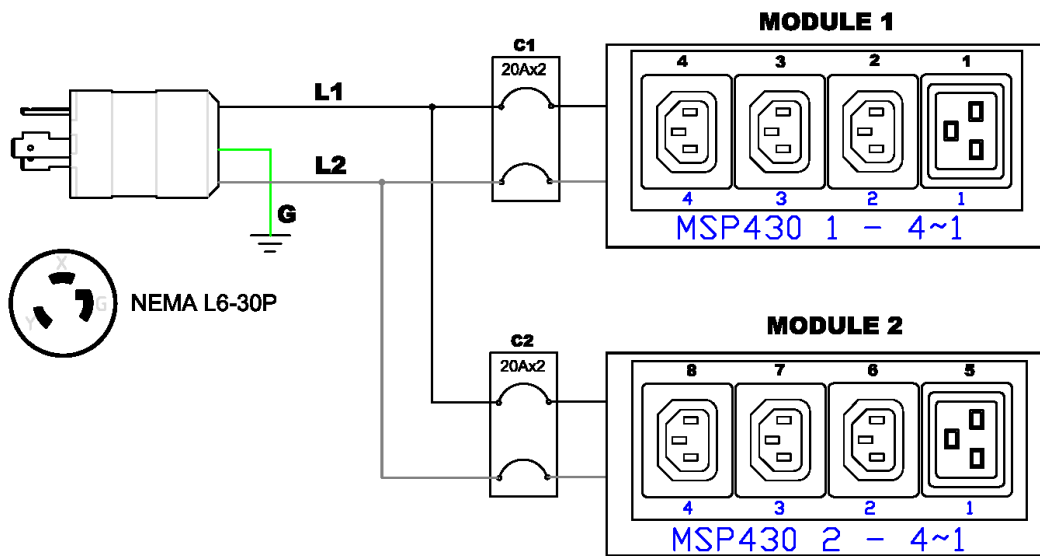 MODULE 1
C1
20Ax2
4 3 2 1
L1
L2
G
4 3 2 1
MSP430 1 - 4~1
X
G
Y
NEMA L6-30P
MODULE 2
C2
20Ax2
8 7 6 5
4 3 2 1
MSP430 2 - 4~1